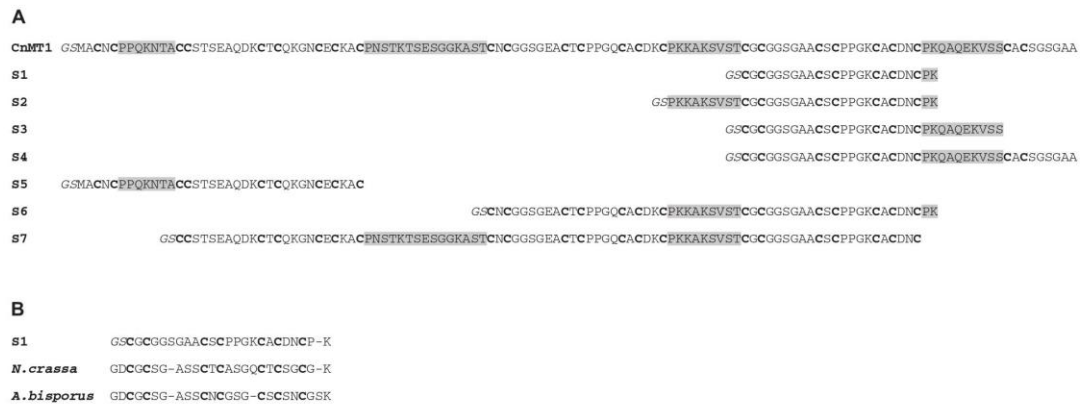 A
CnMT1 GSMACNCPPQKNTACCSTSEAQDKCTCQKGNCECKACPNSTKTSESGGKASTCNCGGSGEACTCPPGQCACDKCPKKAKSVSTCGCGGSGAACSCPPGKCACDNCPKQAQEKVSSCACSGSGAA
S1 GSCGCGGSGAACSCPPGKCACDNCPK
S2 GSPKKAKSVSTCGCGGSGAACSCPPGKCACDNCPK
S3 GSCGCGGSGAACSCPPGKCACDNCPKQAQEKVSS
S4 GSCGCGGSGAACSCPPGKCACDNCPKQAQEKVSSCACSGSGAA
S5 GSMACNCPPQKNTACCSTSEAQDKCTCQKGNCECKAC
S6 GSCNCGGSGEACTCPPGQCACDKCPKKAKSVSTCGCGGSGAACSCPPGKCACDNCPK
S7 GSCCSTSEAQDKCTCQKGNCECKACPNSTKTSESGGKASTCNCGGSGEACTCPPGQCACDKCPKKAKSVSTCGCGGSGAACSCPPGKCACDNC
B
S1 GSCGCGGSGAACSCPPGKCACDNCP-K
N.crassa GDCGCSG-ASSCTCASGQCTCSGCG-K
A.bisporus GDCGCSG-ASSCNCGSG-CSCSNCGSK